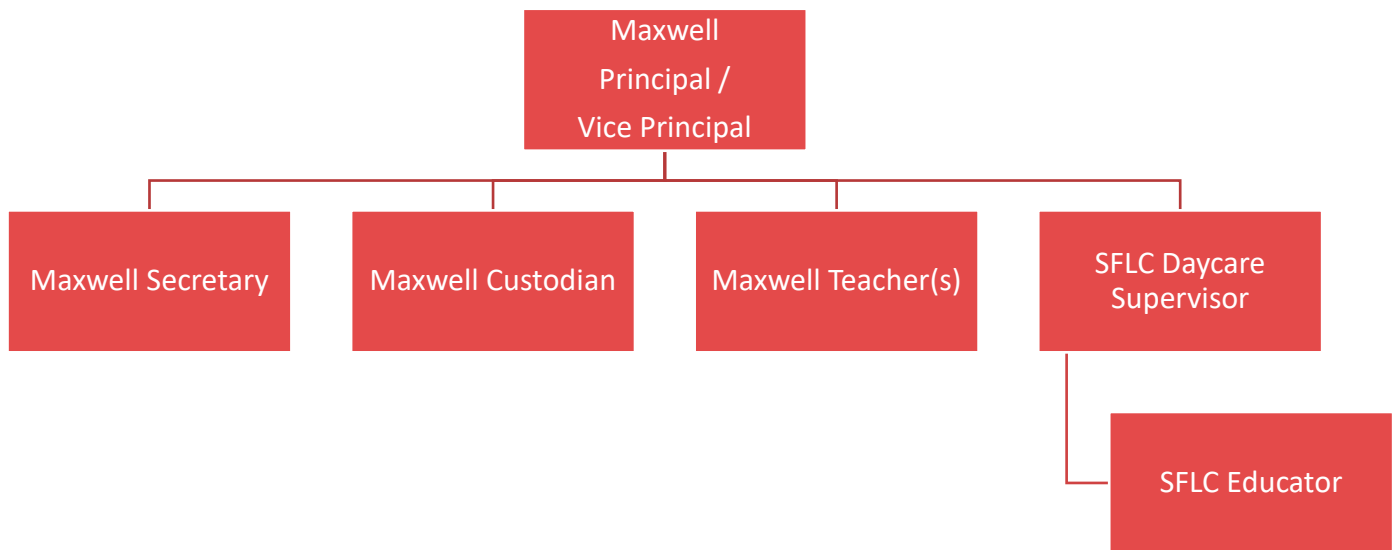 Maxwell
Principal /
Vice Principal
Maxwell Secretary
Maxwell Custodian
Maxwell Teacher(s)
SFLC Daycare
Supervisor
SFLC Educator